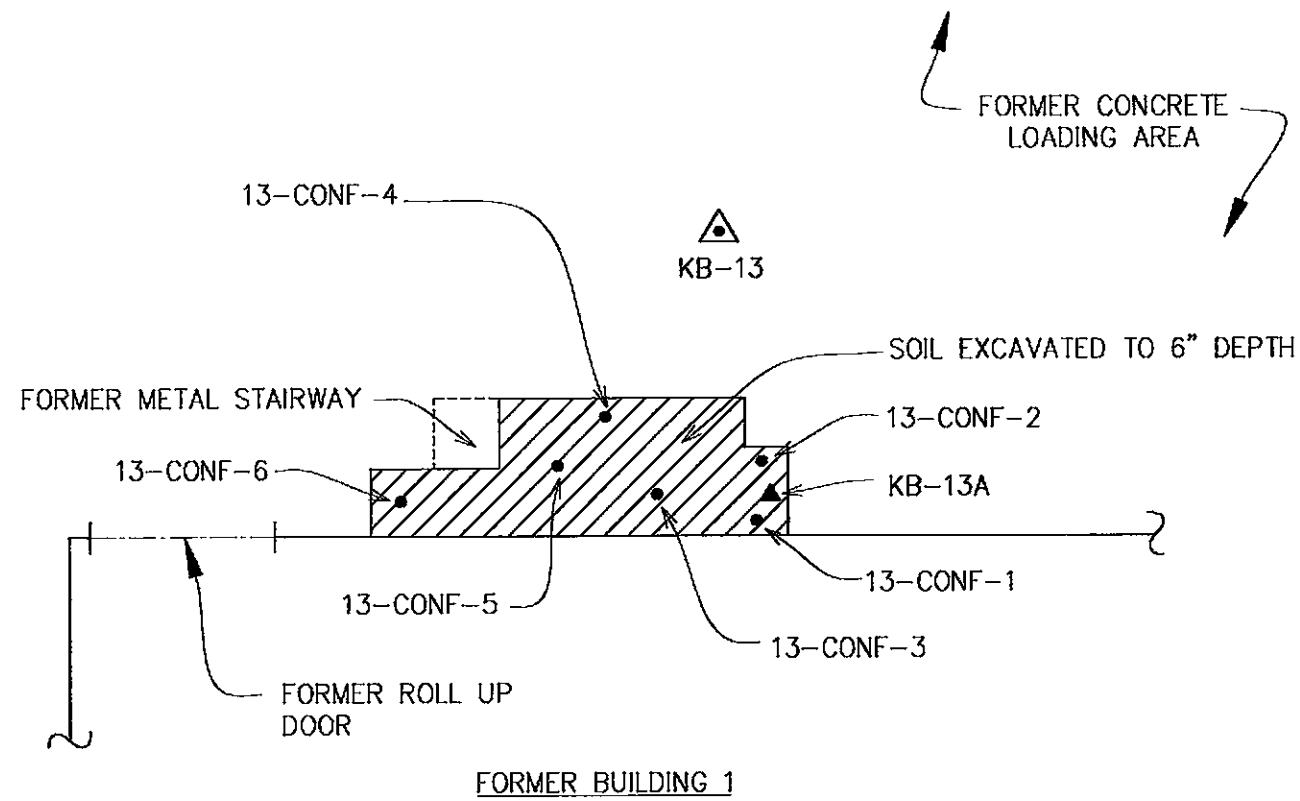 FORMER CONCRETE
LOADING AREA
13-CONF-4
KB-13
SOIL EXCAVATED TO 6" DEPTH
FORMER METAL STAIRWAY
13-CONF-2
13-CONF-6
KB-13A
13-CONF-1
13-CONF-5
13-CONF-3
FORMER ROLL UP
DOOR
FORMER BUILDING 1